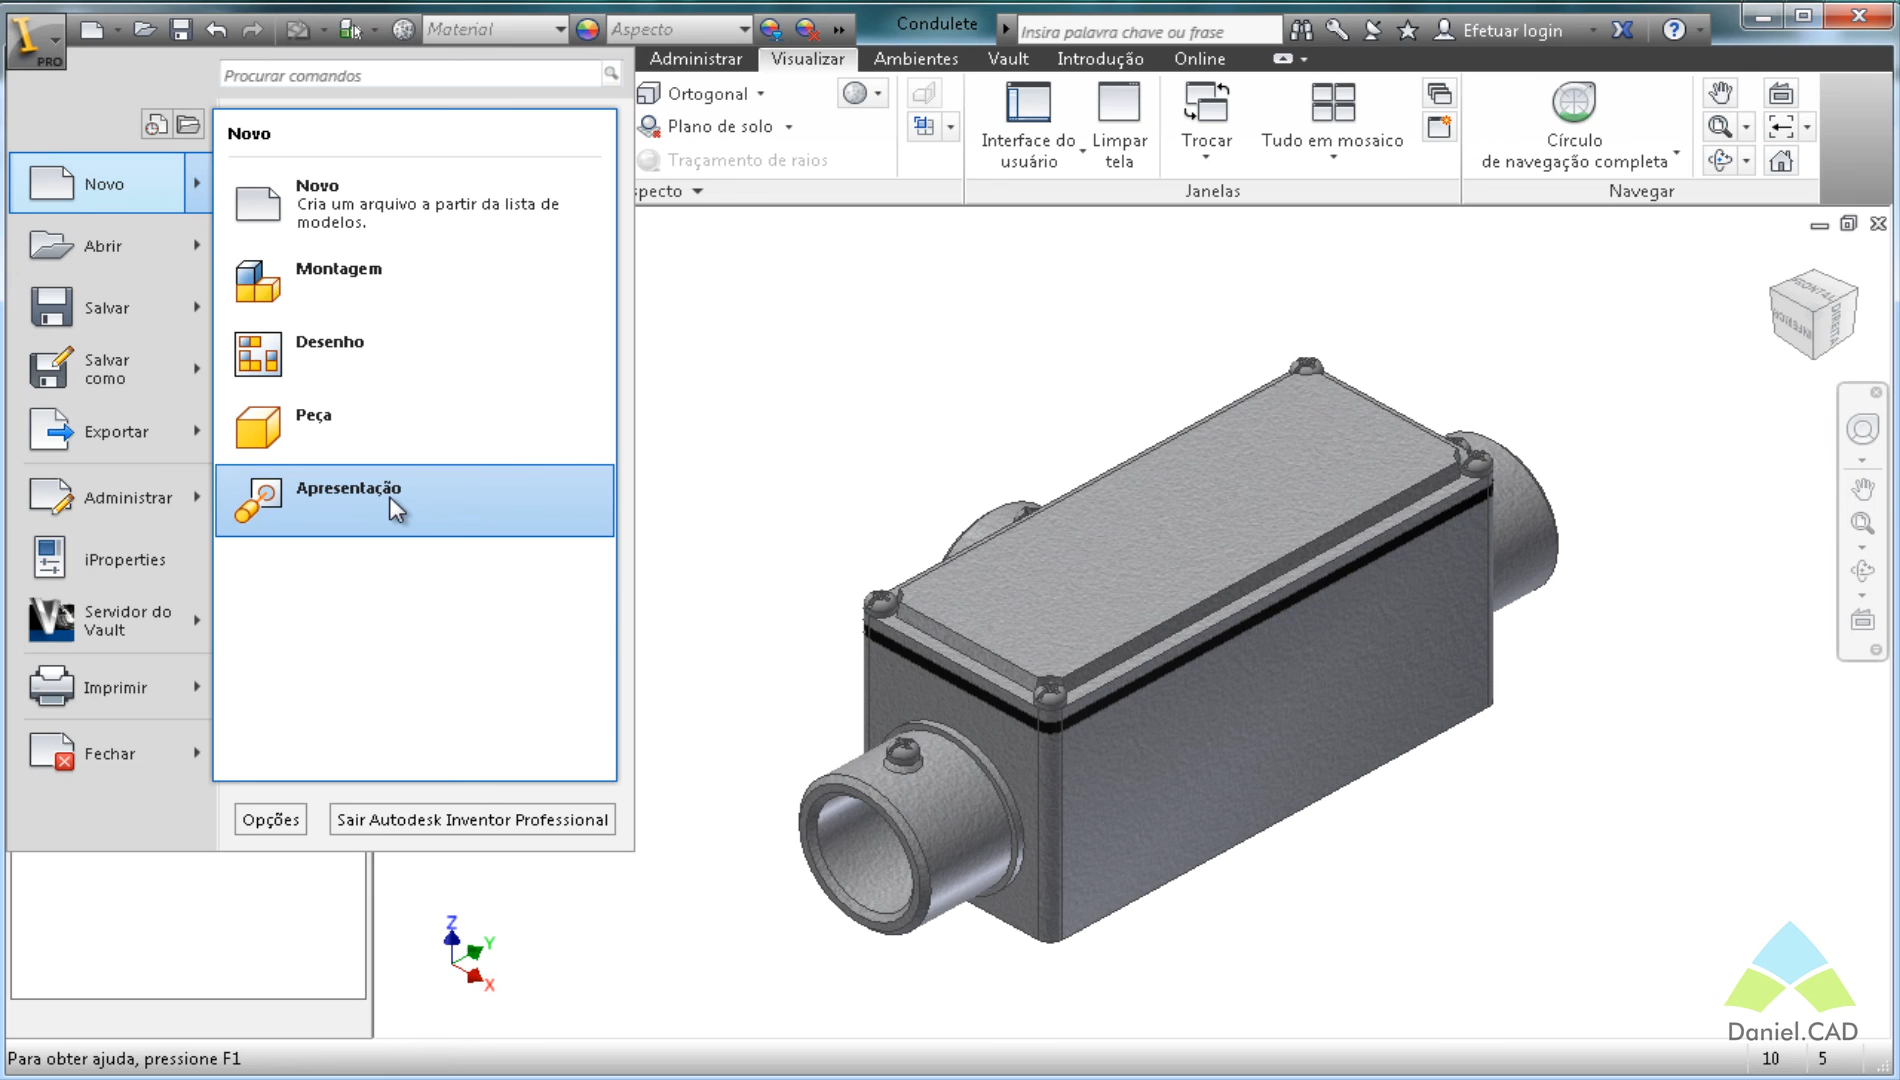 PRO
Material
Aspecto
Condulete
Insira palavra chave ou frase
Efetuar login
Procurar comandos
Administrar
Visualizar
Ambientes
Vault
Introdução
Online
Novo
Novo
Cria um arquivo a partir da lista de
modelos.
Montagem
Desenho
Peça
Apresentação
Novo
Abrir
Salvar
Salvar
como
Exportar
Administrar
iProperties
Servidor do
Vault
Imprimir
Fechar
Opções
Sair Autodesk Inventor Professional
Ortogonal
Plano de solo
Traçamento de raios
specto
Interface do
usuário
Limpar
tela
Trocar
Tudo em mosaico
Janelas
Círculo
de navegação completa
Navegar
FRONTAL
INFERIOR
DIREITA
Z
Y
X
Daniel.CAD
Para obter ajuda, pressione F1
10
5